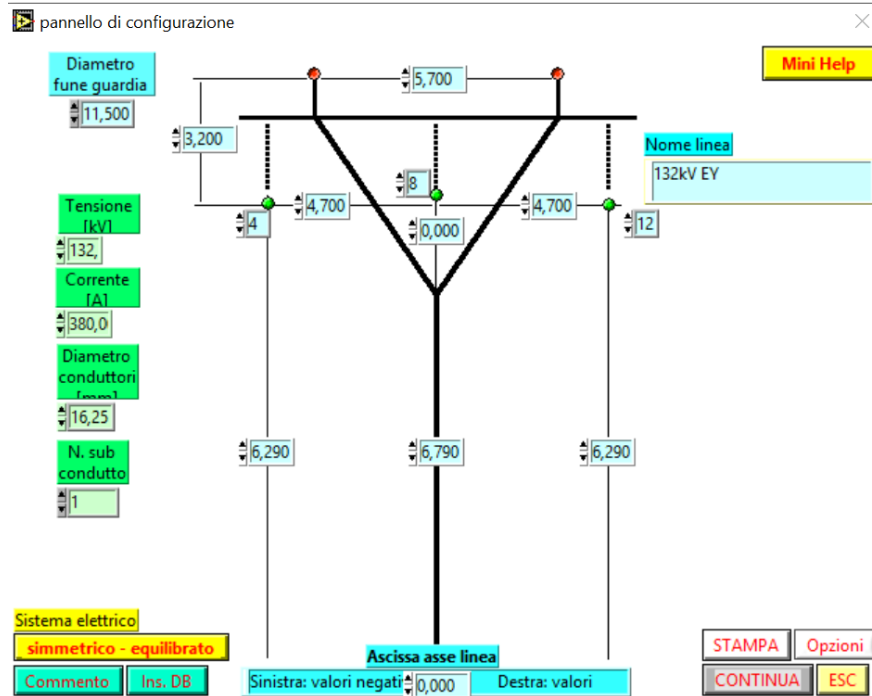 pannello di configurazione
Diametro
fune guardia
11,500
5,700
Mini Help
3,200
Nome linea
132kV EY
8
Tensione
[kV]
132,
4
4,700
4,700
12
0,000
Corrente
[A]
380,0
Diametro
conduttori
[mm]
16,25
N. sub
condutto
1
6,290
6,790
6,290
Sistema elettrico
simmetrico - equilibrato
Commento
Ins. DB
Ascissa asse linea
Sinistra: valori negati
0,000
Destra: valori
STAMPA
Opzioni
CONTINUA
ESC